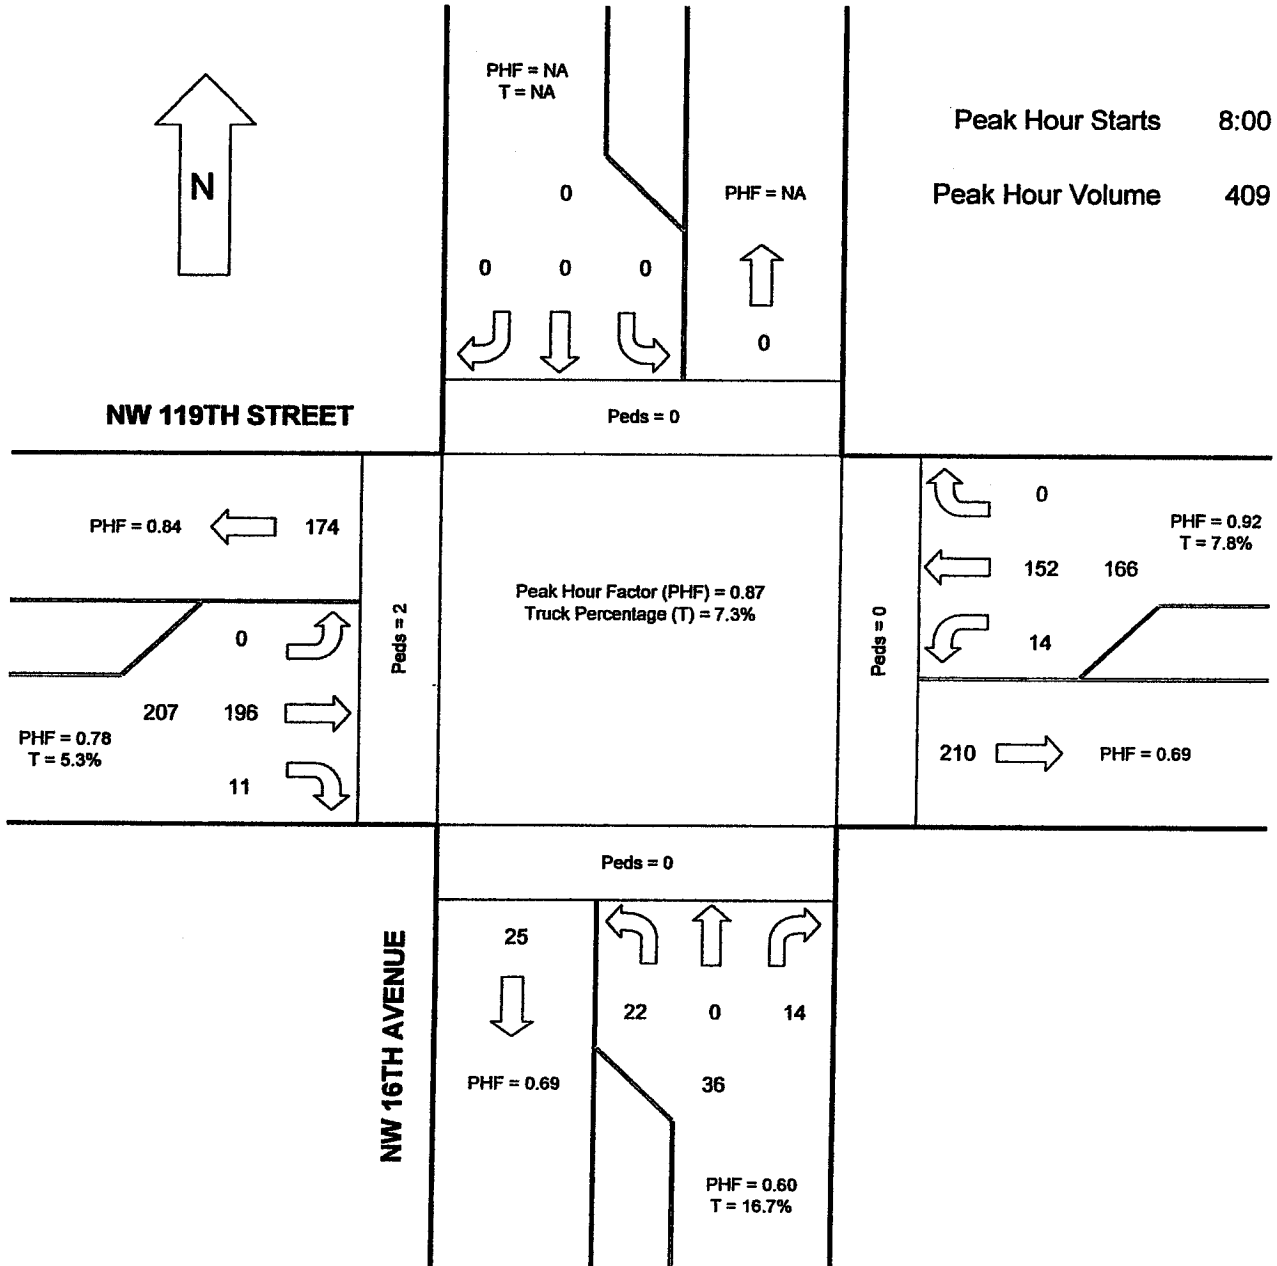 PHF = NA
T = NA
Peak Hour Starts 8:00
N
0
PHF = NA
Peak Hour Volume 409
0 0 0
0
NW 119TH STREET
Peds = 0
PHF = 0.84 174
0
PHF = 0.92
T = 7.8%
152 166
Peak Hour Factor (PHF) = 0.87
Truck Percentage (T) = 7.3%
Peds = 2
Peds = 0
0
14
207 196
PHF = 0.78
T = 5.3%
11
210 PHF = 0.69
Peds = 0
NW 16TH AVENUE
25
22 0 14
PHF = 0.69
36
PHF = 0.60
T = 16.7%